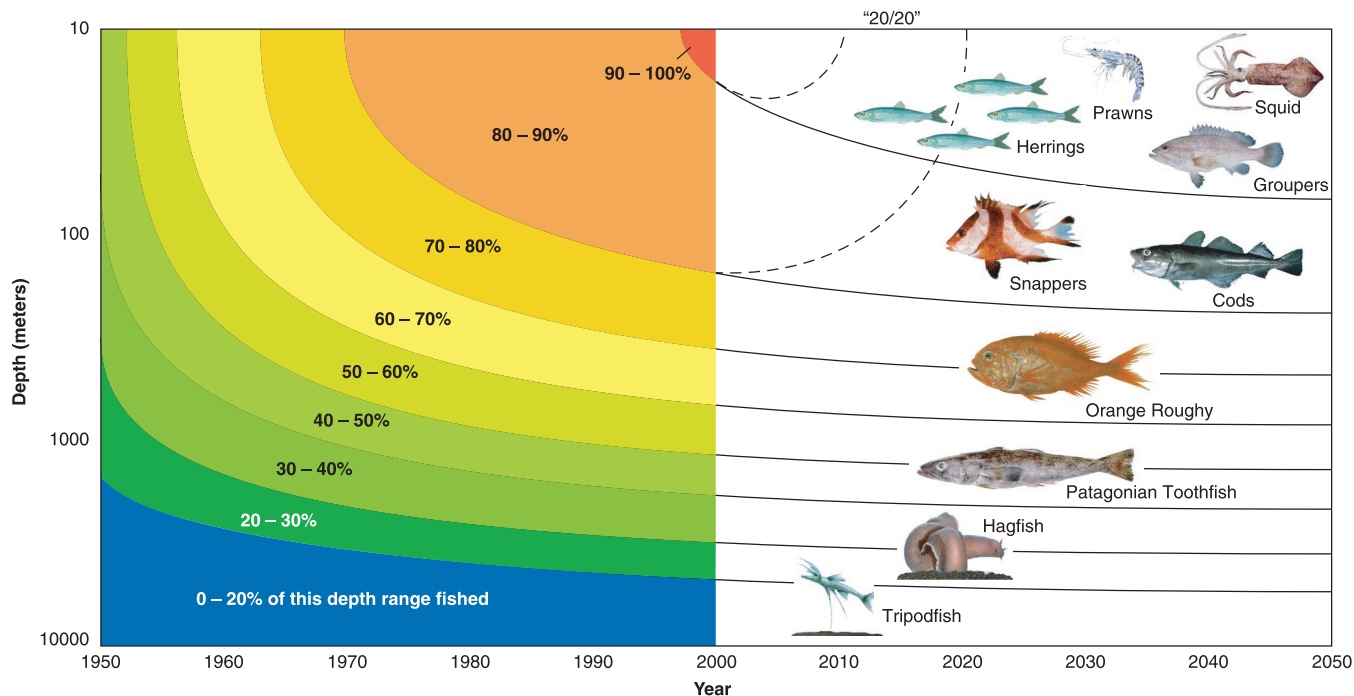 “20/20”
10
90 – 100%
Prawns
Squid
80 – 90%
Herrings
Groupers
100
70 – 80%
Snappers
Cods
60 – 70%
Depth (meters)
50 – 60%
Orange Roughy
40 – 50%
1000
30 – 40%
Patagonian Toothfish
20 – 30%
Hagfish
0 – 20% of this depth range fished
Tripodfish
10000
1950 1960 1970 1980 1990 2000 2010 2020 2030 2040 2050
Year